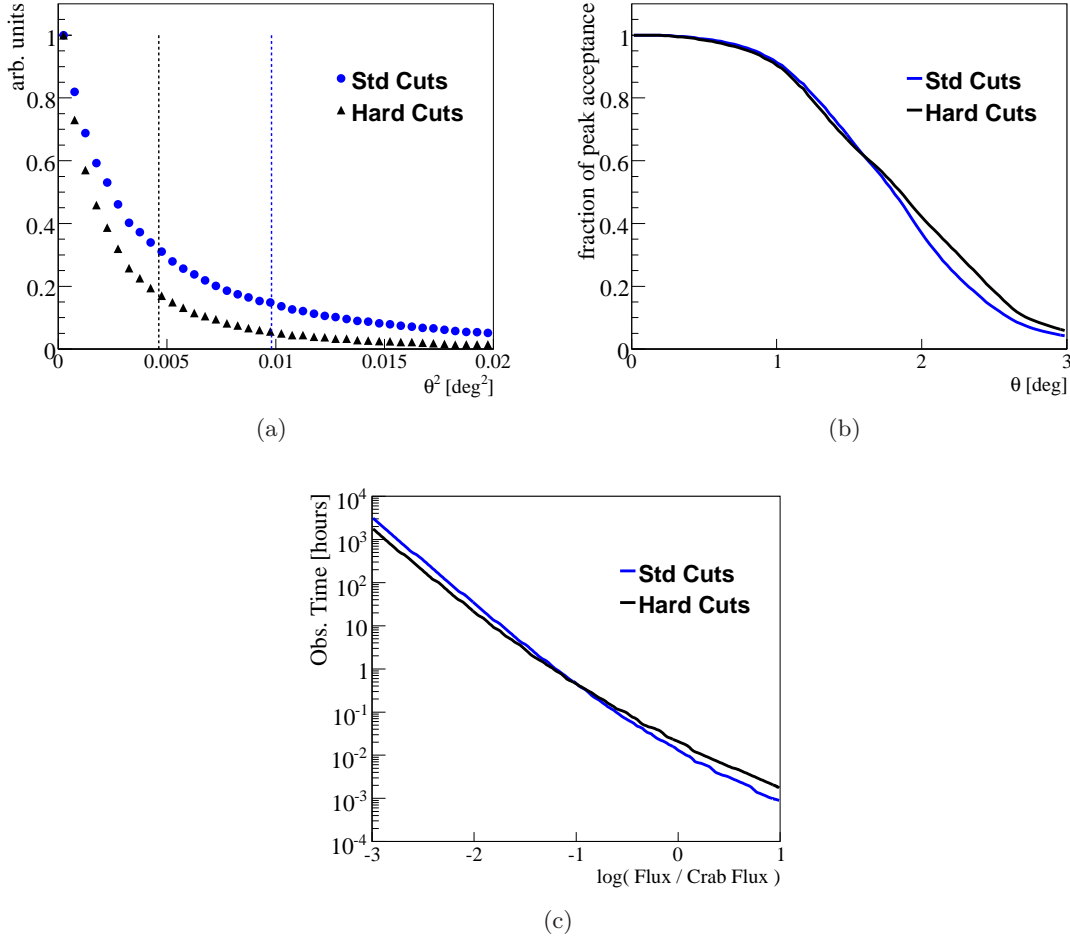 arb. units
1
0.8
0.6
0.4
0.2
0
Std Cuts
Hard Cuts
0 0.005 0.01 0.015 0.02
θ² [deg²]
(a)
fraction of peak acceptance
1
0.8
0.6
0.4
0.2
0
Std Cuts
Hard Cuts
0 1 2 3
θ [deg]
(b)
Obs. Time [hours]
10⁴
10³
10²
10
1
10⁻¹
10⁻²
10⁻³
10⁻⁴
Std Cuts
Hard Cuts
-3 -2 -1 0 1
log( Flux / Crab Flux )
(c)